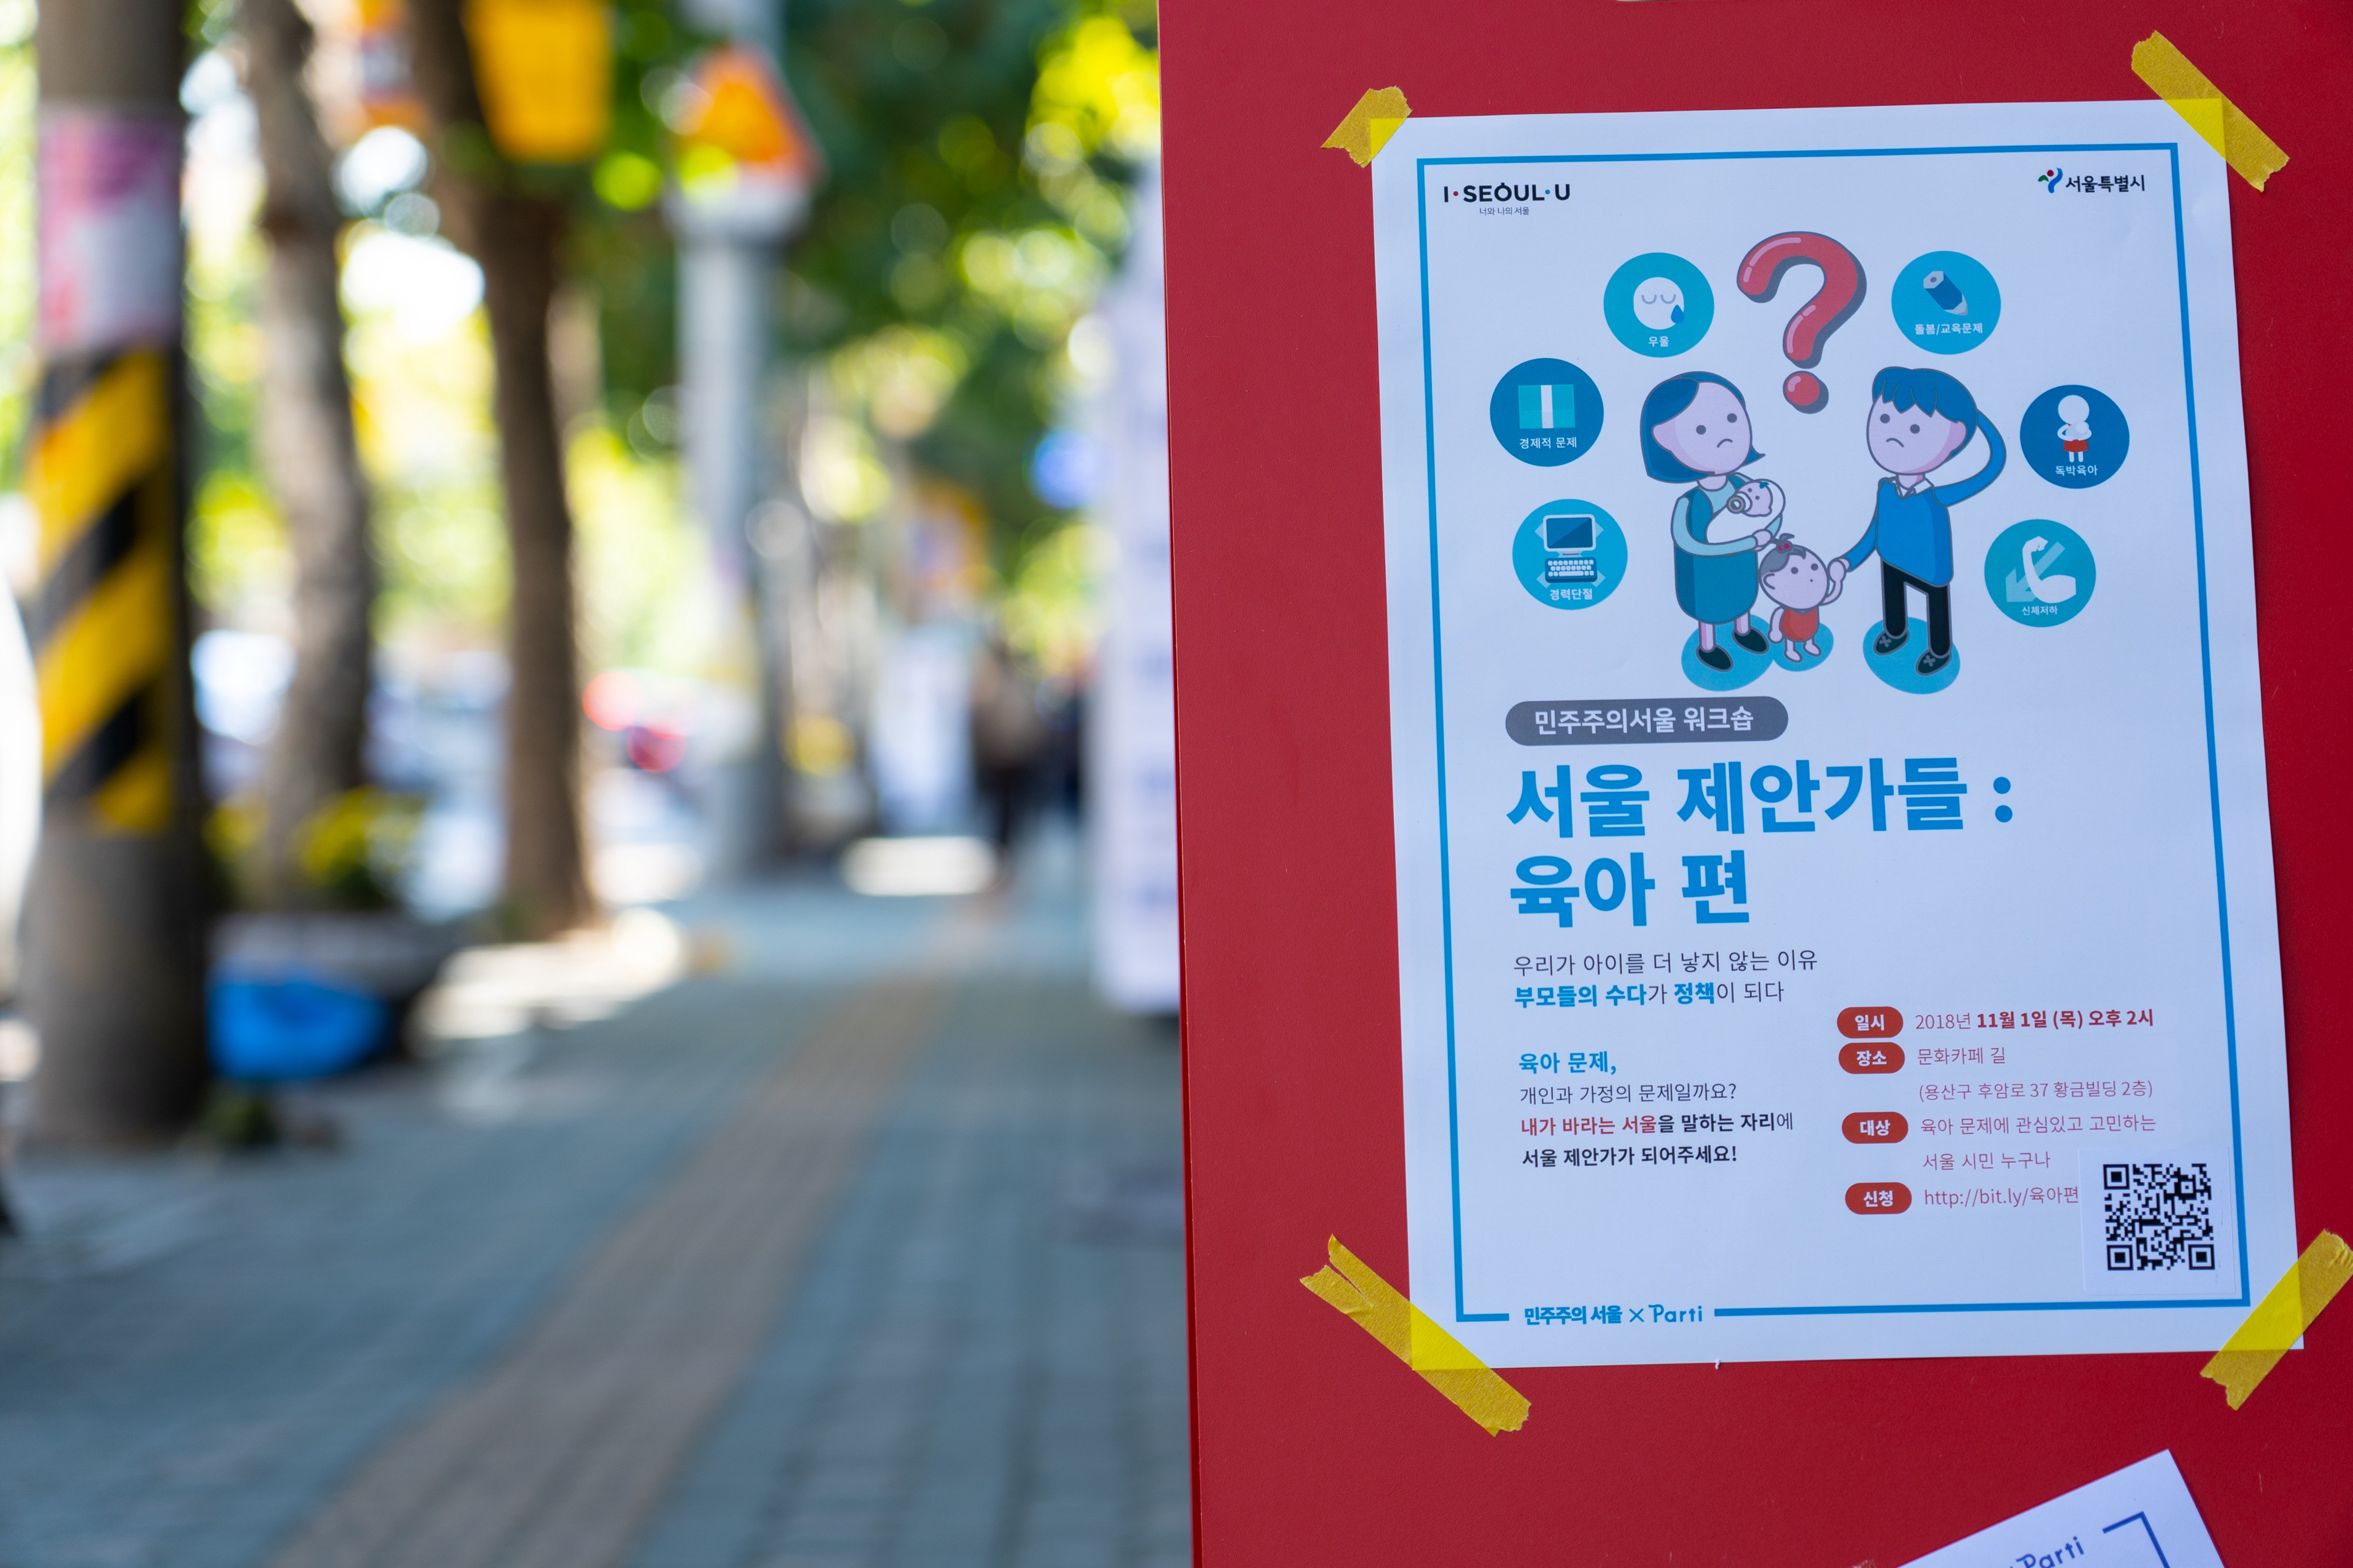 I·SEOUL·U
너와 나의 서울
서울특별시
우울
돌봄/교육문제
경제적 문제
독박육아
경력단절
신체저하
민주주의서울 워크숍
서울 제안가들 :
육아 편
우리가 아이를 더 낳지 않는 이유
부모들의 수다가 정책이 되다
육아 문제,
개인과 가정의 문제일까요?
내가 바라는 서울을 말하는 자리에
서울 제안가가 되어주세요!
일시 2018년 11월 1일 (목) 오후 2시
장소 문화카페 길
(용산구 후암로 37 황금빌딩 2층)
대상 육아 문제에 관심있고 고민하는
서울 시민 누구나
신청 http://bit.ly/육아편
민주주의 서울 × Parti
Parti